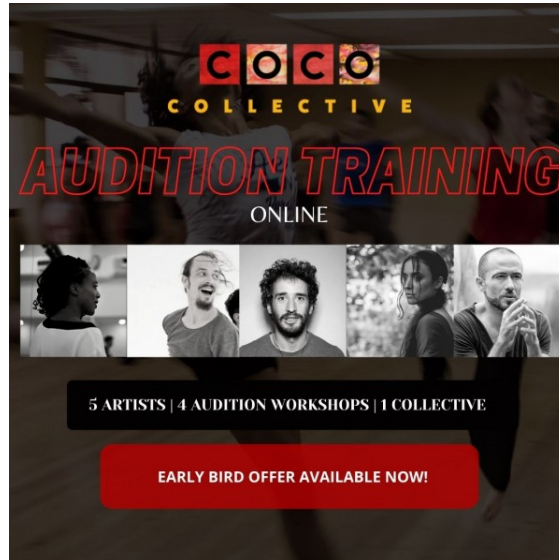 COCO
COLLECTIVE
AUDITION TRAINING
ONLINE
5 ARTISTS | 4 AUDITION WORKSHOPS | 1 COLLECTIVE
EARLY BIRD OFFER AVAILABLE NOW!